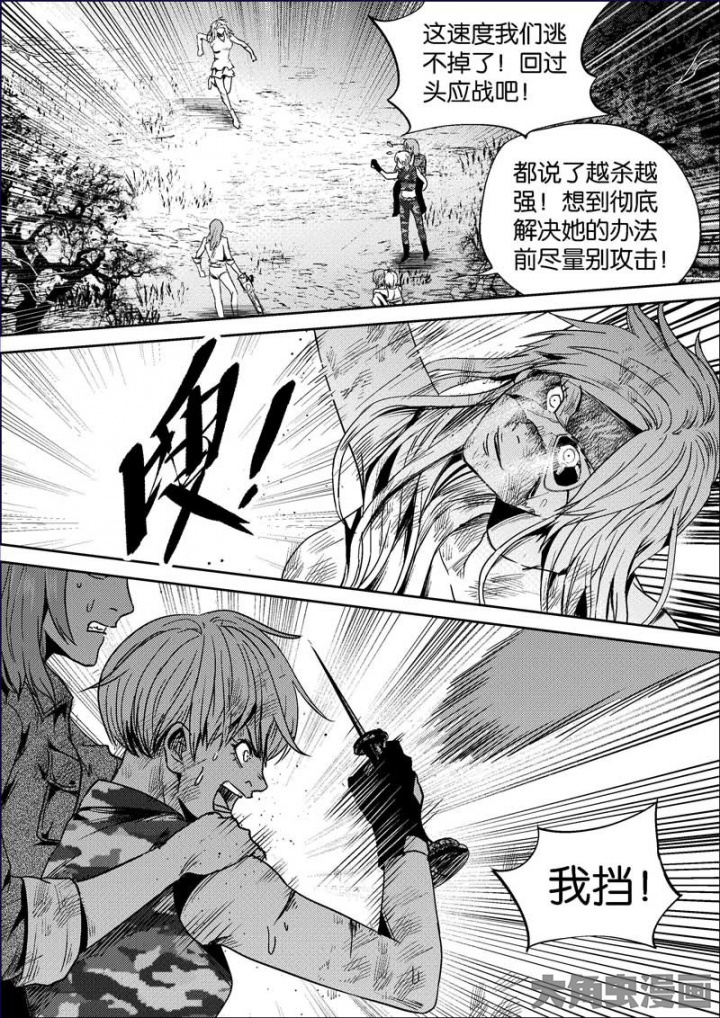 这速度我们逃
不掉了！回过
头应战吧！
都说了越杀越
强！想到彻底
解决她的办法
前尽量别攻击！
嗖！
我挡！
大角虫漫画